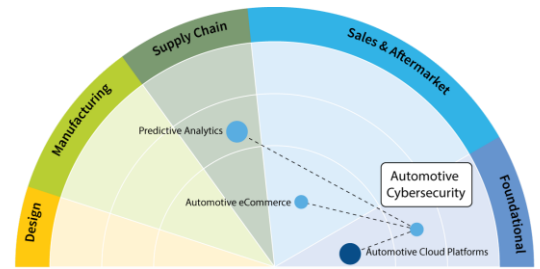 Design
Manufacturing
Supply Chain
Sales & Aftermarket
Foundational
Predictive Analytics
Automotive eCommerce
Automotive
Cybersecurity
Automotive Cloud Platforms